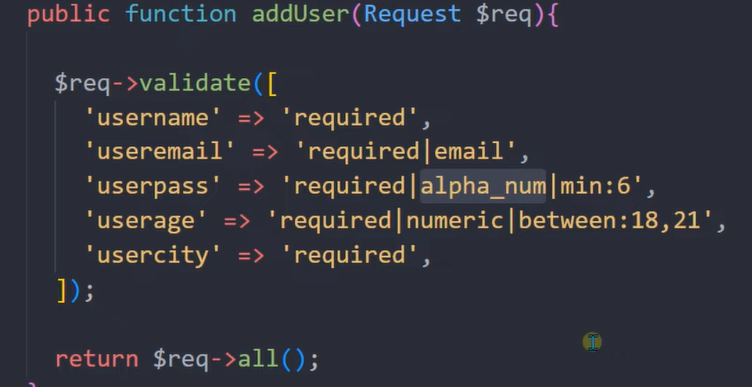 public function addUser(Request $req){
$req->validate([
'username' => 'required',
'useremail' => 'required|email',
'userpass' => 'required|alpha_num|min:6',
'userage' => 'required|numeric|between:18,21',
'usercity' => 'required',
]);
return $req->all();
}